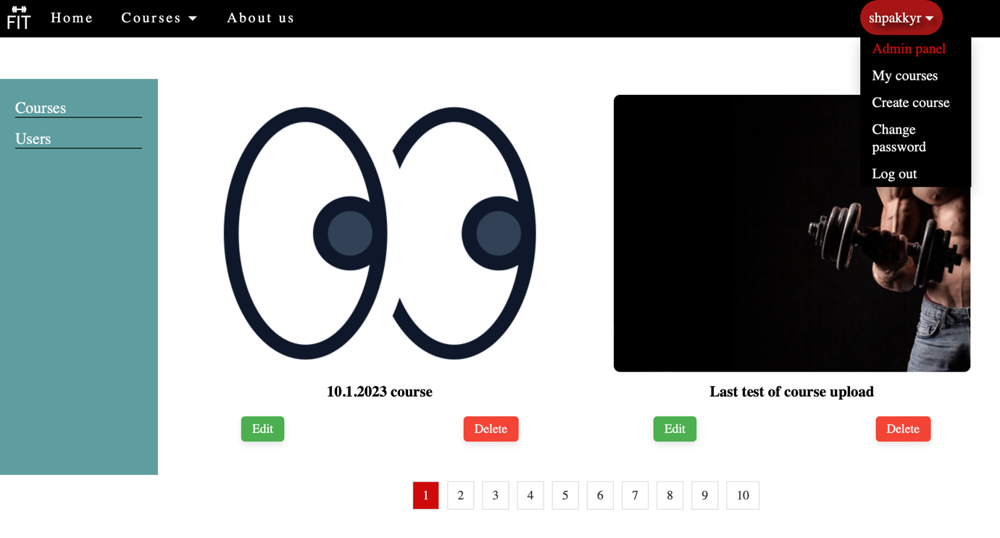 FIT
Home
Courses
About us
shpakkyr
Admin panel
My courses
Create course
Change
password
Log out
Courses
Users
10.1.2023 course
Last test of course upload
Edit
Delete
Edit
Delete
1 2 3 4 5 6 7 8 9 10